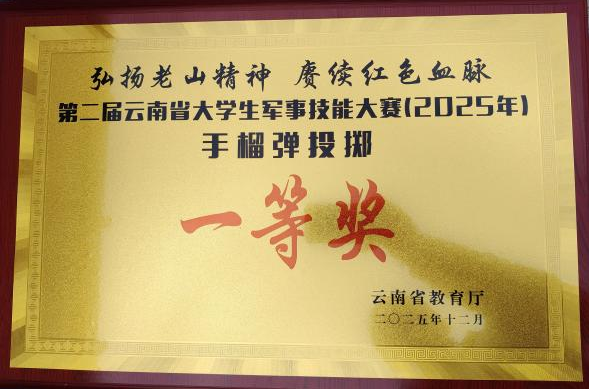 弘扬老山精神 赓续红色血脉
第二届云南省大学生军事技能大赛(2025年)
手榴弹投掷
一等奖
云南省教育厅
二〇二五年十二月